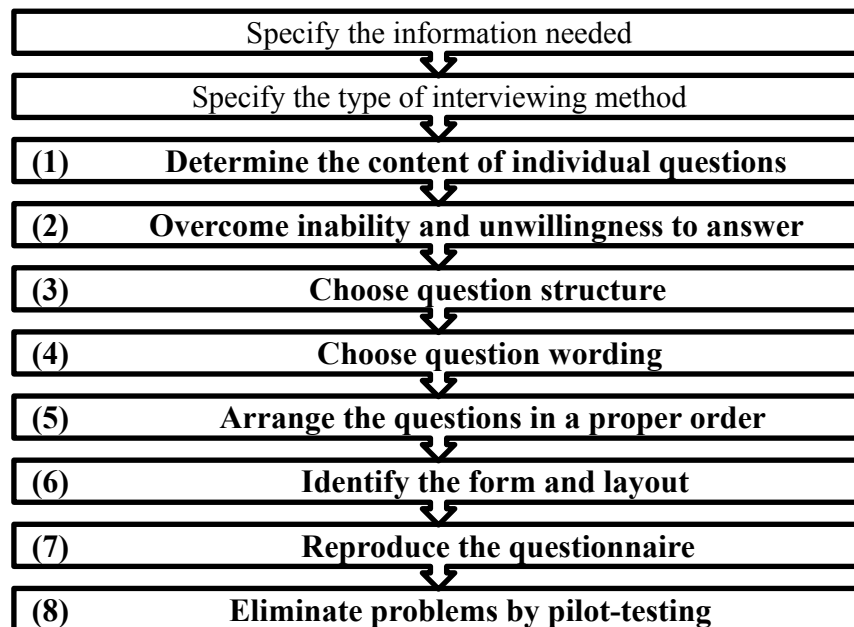 Specify the information needed
Specify the type of interviewing method
(1) Determine the content of individual questions
(2) Overcome inability and unwillingness to answer
(3) Choose question structure
(4) Choose question wording
(5) Arrange the questions in a proper order
(6) Identify the form and layout
(7) Reproduce the questionnaire
(8) Eliminate problems by pilot-testing